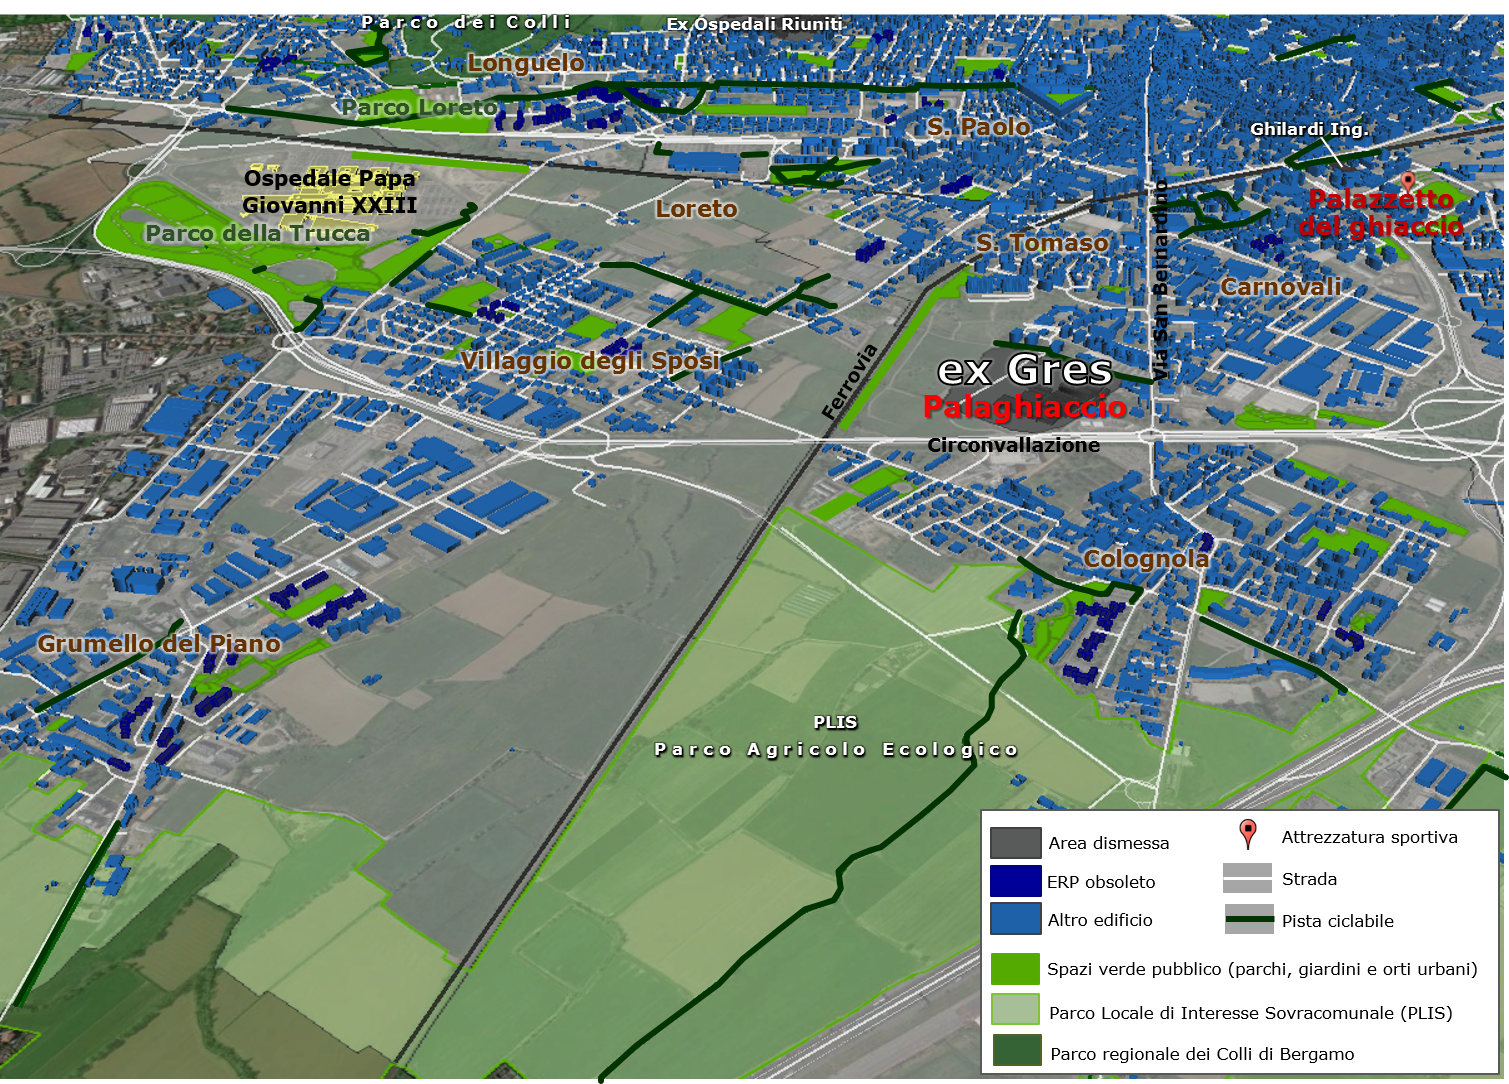 Parco dei Colli
Ex Ospedali Riuniti
Longuelo
Parco Loreto
S. Paolo
Ghilardi Ing.
Ospedale Papa
Giovanni XXIII
Loreto
Palazzetto
del ghiaccio
Parco della Trucca
S. Tomaso
Via San Bernardino
Carnovali
Villaggio degli Sposi
Ferrovia
ex Gres
Palaghiaccio
Circonvallazione
Colognola
Grumello del Piano
PLIS
Parco Agricolo Ecologico
Area dismessa
Attrezzatura sportiva
ERP obsoleto
Strada
Altro edificio
Pista ciclabile
Spazi verde pubblico (parchi, giardini e orti urbani)
Parco Locale di Interesse Sovracomunale (PLIS)
Parco regionale dei Colli di Bergamo